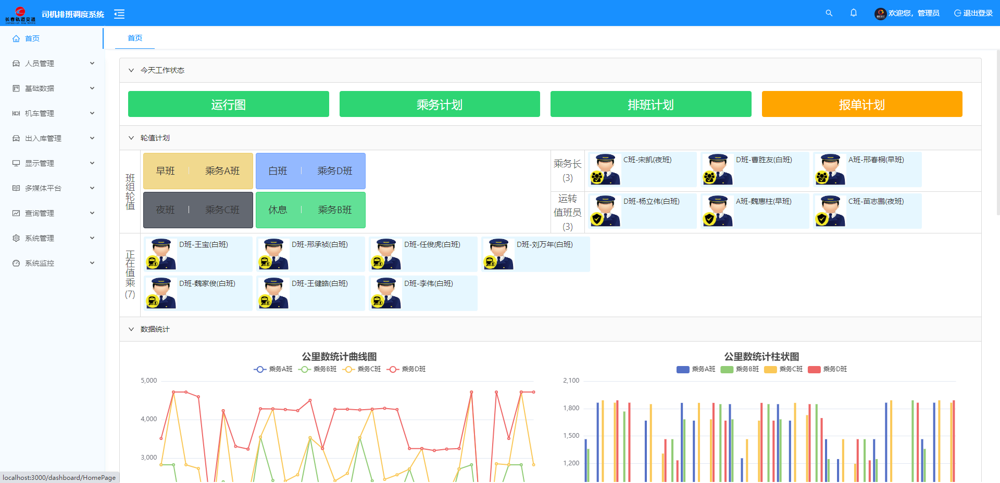 长春轨道交通
司机排班调度系统
欢迎您，管理员
退出登录
首页
人员管理
基础数据
机车管理
出入库管理
显示管理
多媒体平台
查询管理
系统管理
系统监控
首页
今天工作状态
运行图
乘务计划
排班计划
报单计划
轮值计划
班组轮值
早班 乘务A班
白班 乘务D班
夜班 乘务C班
休息 乘务B班
乘务长
(3)
C班-宋凯(夜班)
D班-曹胜友(白班)
A班-邢春桐(早班)
运转
值班员
(3)
D班-杨立伟(白班)
A班-魏惠柱(早班)
C班-苗志鹏(夜班)
正在值乘
(7)
D班-王宝(白班)
D班-邢承祯(白班)
D班-任俊虎(白班)
D班-刘万年(白班)
D班-魏家俊(白班)
D班-王健皓(白班)
D班-李伟(白班)
数据统计
公里数统计曲线图
乘务A班 乘务B班 乘务C班 乘务D班
5,000
4,000
3,000
公里数统计柱状图
乘务A班 乘务B班 乘务C班 乘务D班
2,100
1,800
1,500
1,200
localhost:3000/dashboard/HomePage